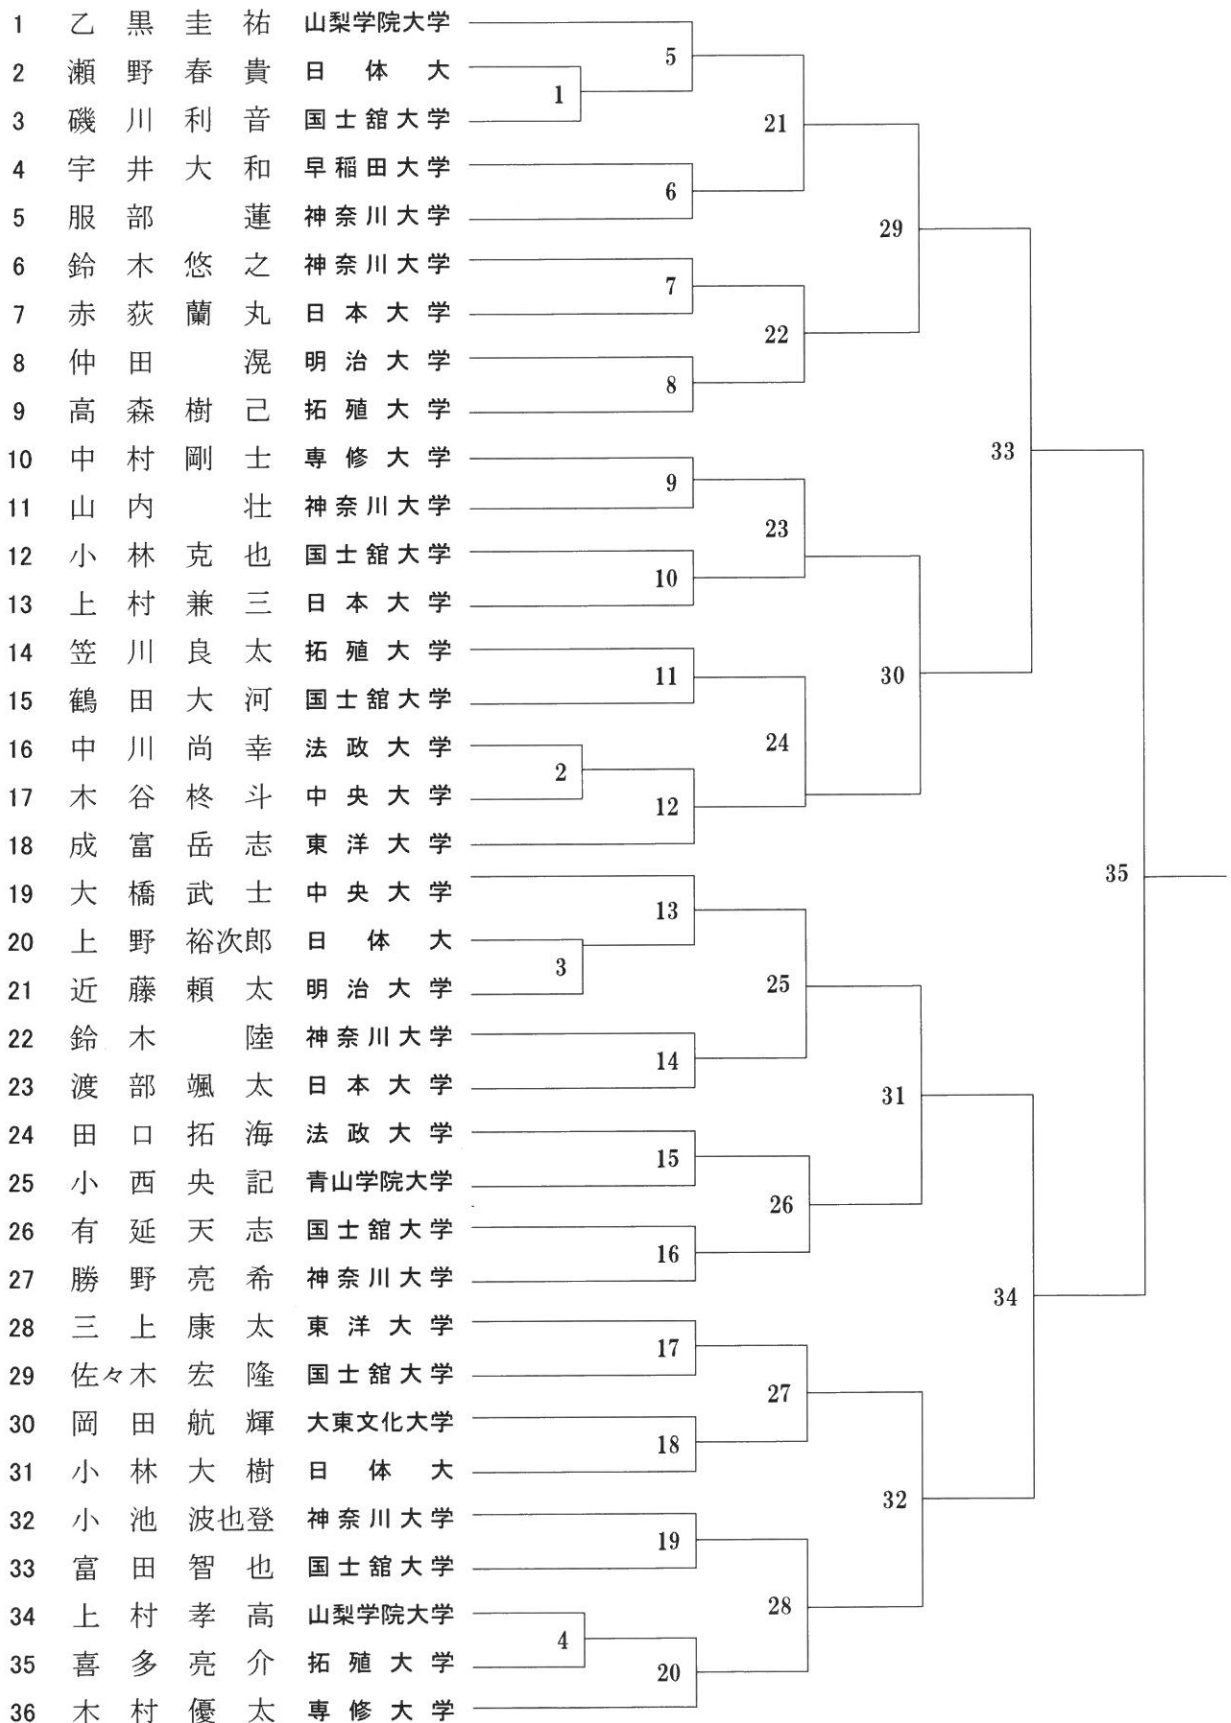 1 乙黒圭祐 山梨学院大学
5
2 瀬野春貴 日体大
1
3 磯川利音 国士舘大学
21
4 宇井大和 早稲田大学
6
5 服部蓮 神奈川大学
29
6 鈴木悠之 神奈川大学
7
7 赤荻蘭丸 日本大学
22
8 仲田滉 明治大学
8
9 高森樹己 拓殖大学
10 中村剛士 専修大学
33
9
11 山内壮 神奈川大学
23
12 小林克也 国士舘大学
10
13 上村兼三 日本大学
14 笠川良太 拓殖大学
11
30
15 鶴田大河 国士舘大学
24
16 中川尚幸 法政大学
2
17 木谷柊斗 中央大学
12
18 成富岳志 東洋大学
35
19 大橋武士 中央大学
13
20 上野裕次郎 日体大
3
25
21 近藤頼太 明治大学
22 鈴木陸 神奈川大学
14
23 渡部颯太 日本大学
31
24 田口拓海 法政大学
15
25 小西央記 青山学院大学
26
26 有延天志 国士舘大学
16
27 勝野亮希 神奈川大学
34
28 三上康太 東洋大学
17
29 佐々木宏隆 国士舘大学
27
30 岡田航輝 大東文化大学
18
31 小林大樹 日体大
32
32 小池波也登 神奈川大学
19
33 富田智也 国士舘大学
28
34 上村孝高 山梨学院大学
4
35 喜多亮介 拓殖大学
20
36 木村優太 専修大学